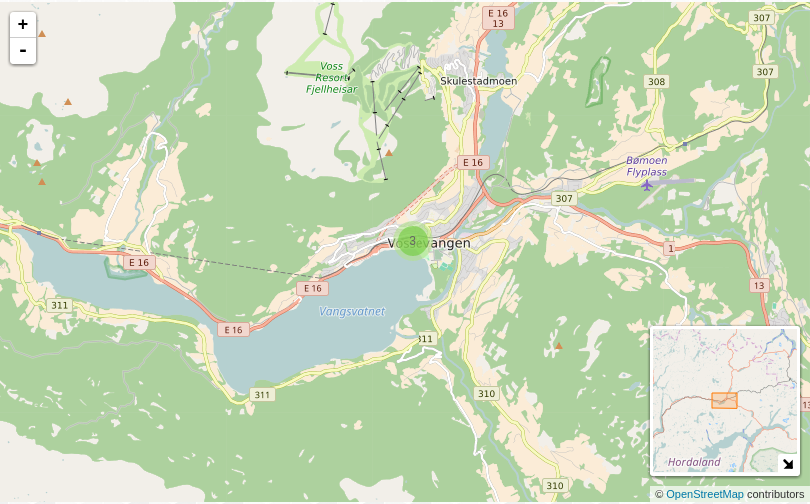 +
-
E 16
13
307
Voss
Resort
Fjellheisar
Skulestadmoen
308
307
E 16
Bømoen
Flyplass
307
3
Vossevangen
1
E 16
E 16
13
311
Vangsvatnet
E 16
311
310
311
13
Hordaland
310
© OpenStreetMap contributors